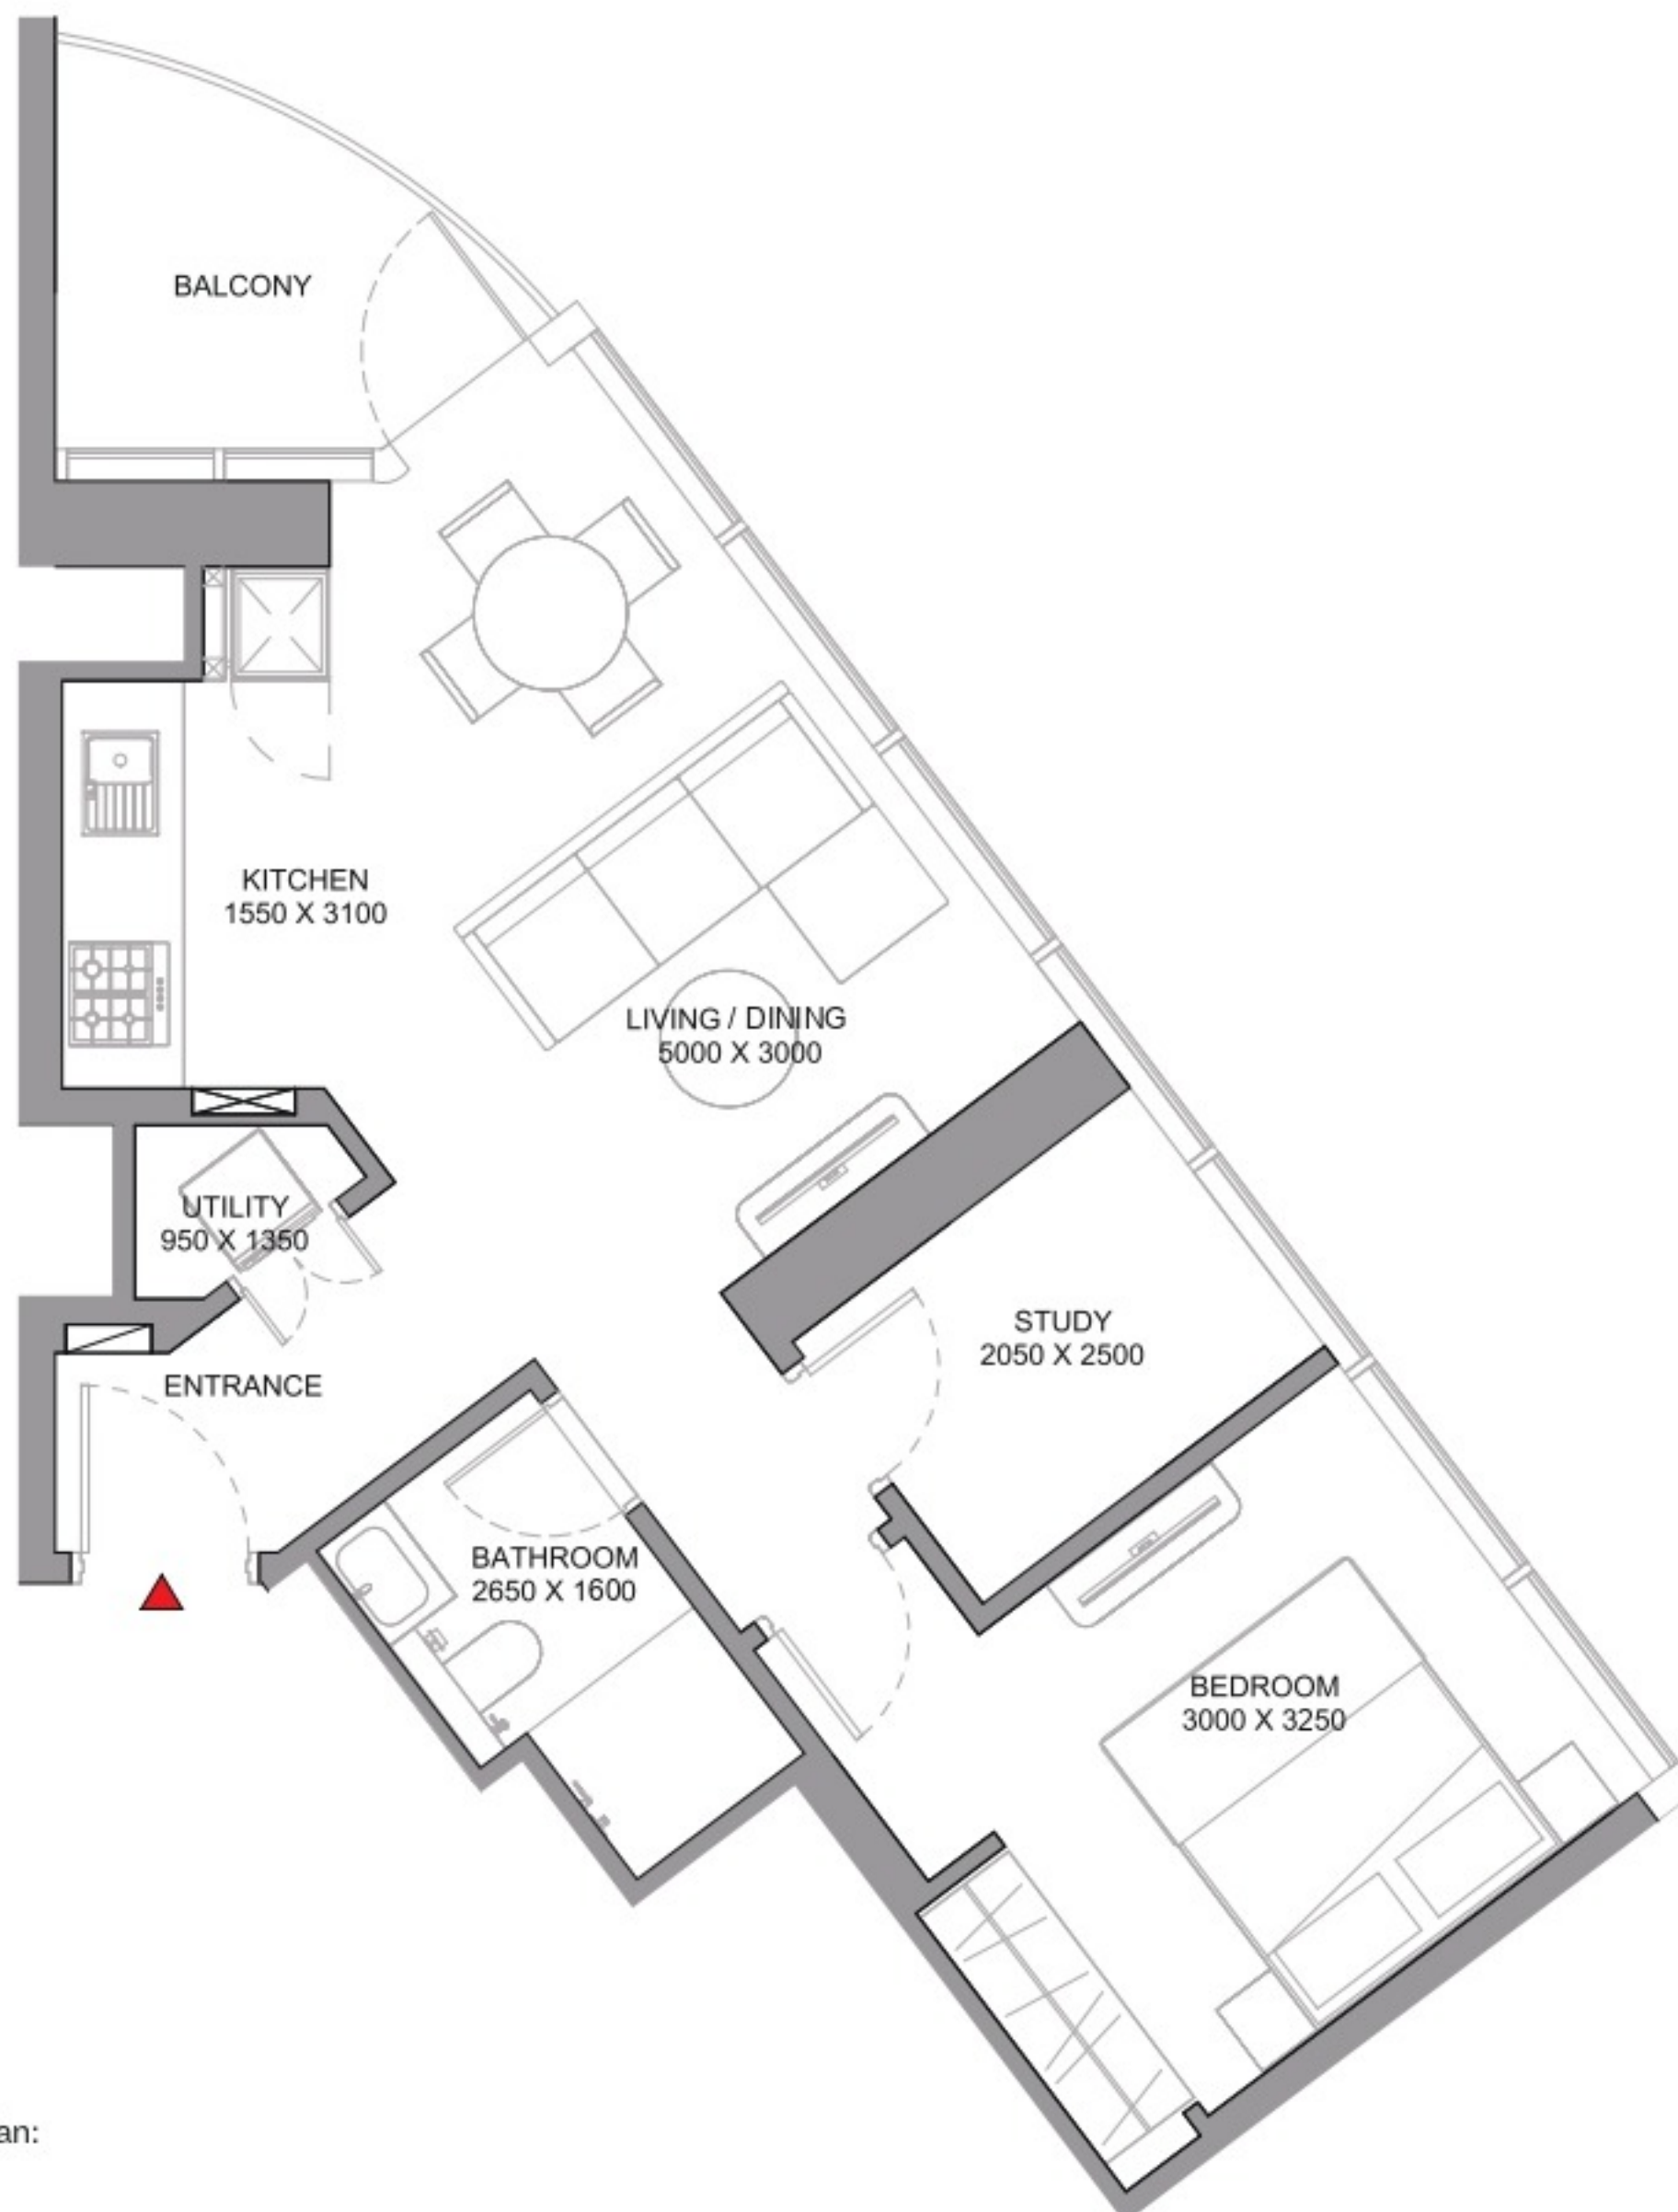 BALCONY
KITCHEN
1550 X 3100
LIVING / DINING
5000 X 3000
UTILITY
950 X 1350
STUDY
2050 X 2500
ENTRANCE
BATHROOM
2650 X 1600
BEDROOM
3000 X 3250
an: